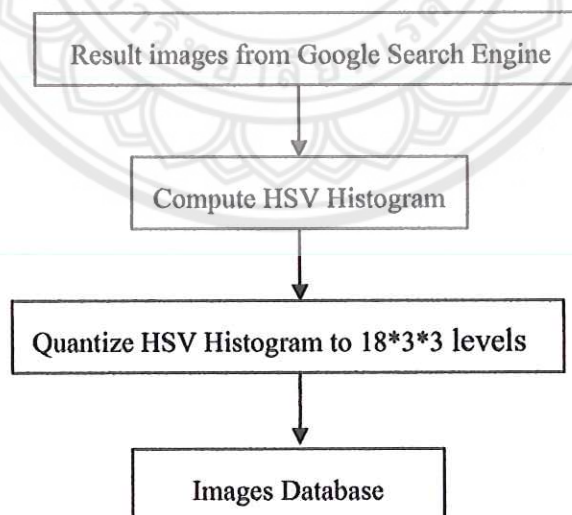 Result images from Google Search Engine
Compute HSV Histogram
Quantize HSV Histogram to 18*3*3 levels
Images Database